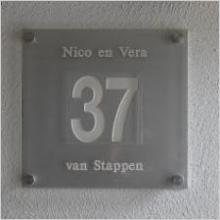 Nico en Vera
37
van Stappen